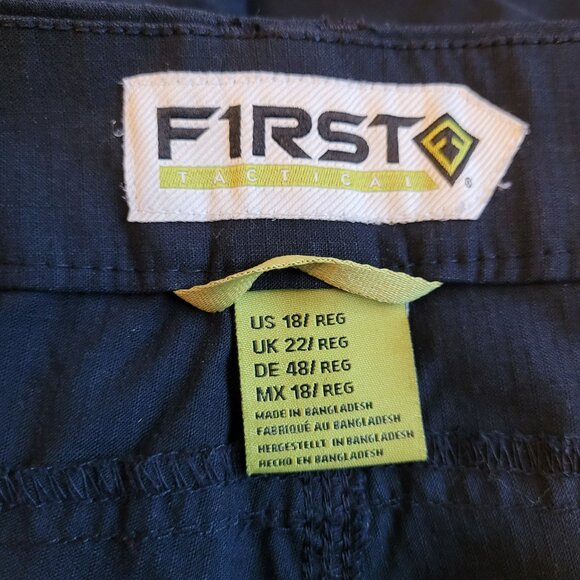 F1RST
TACTICAL
®
US 18/ REG
UK 22/ REG
DE 48/ REG
MX 18/ REG
MADE IN BANGLADESH
FABRIQUÉ AU BANGLADESH
HERGESTELLT IN BANGLADESH
HECHO EN BANGLADESH